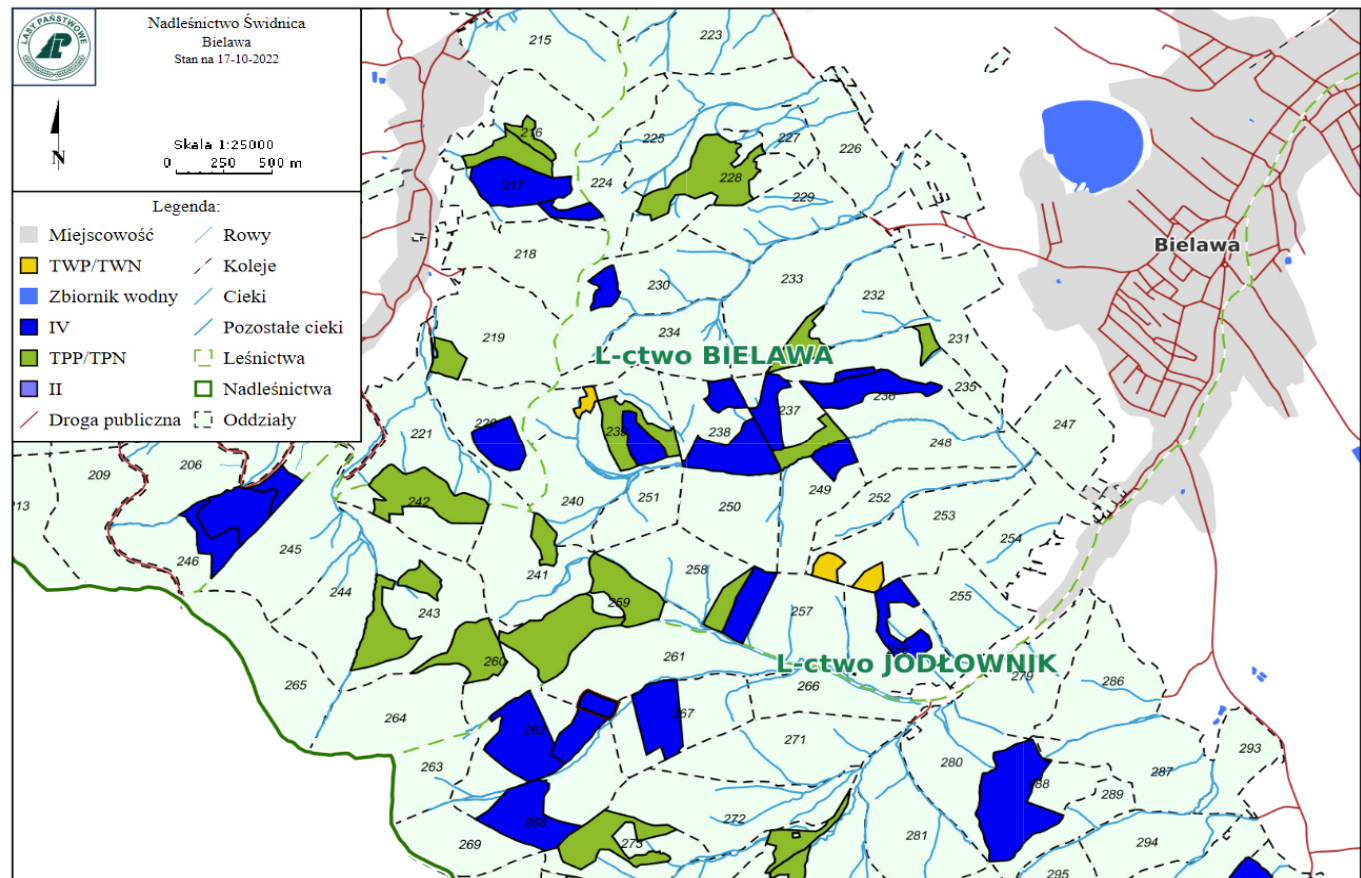 LASY PAŃSTWOWE
Nadleśnictwo Świdnica
Bielawa
Stan na 17-10-2022
N
Skala 1:25000
0 250 500 m
Legenda:
Miejscowość
TWP/TWN
Zbiornik wodny
IV
TPP/TPN
II
Droga publiczna
Rowy
Koleje
Cieki
Pozostałe cieki
Leśnictwa
Nadleśnictwa
Oddziały
215 223
216 225 227 226
217 224 228
229
218 230 233 232
219 234 231
L-ctwo BIELAWA
Bielawa
236 235
220 239 238 237
221 248 247
209 206
242 240 251 250 249 252
213
253
245 254
246 241 258
244 243 259 257 255
260 261
L-ctwo JODŁOWNIK
265 266 279 286
264 267
262 271
263 280 293
287
288 289
268 272
269 273 281 294
295